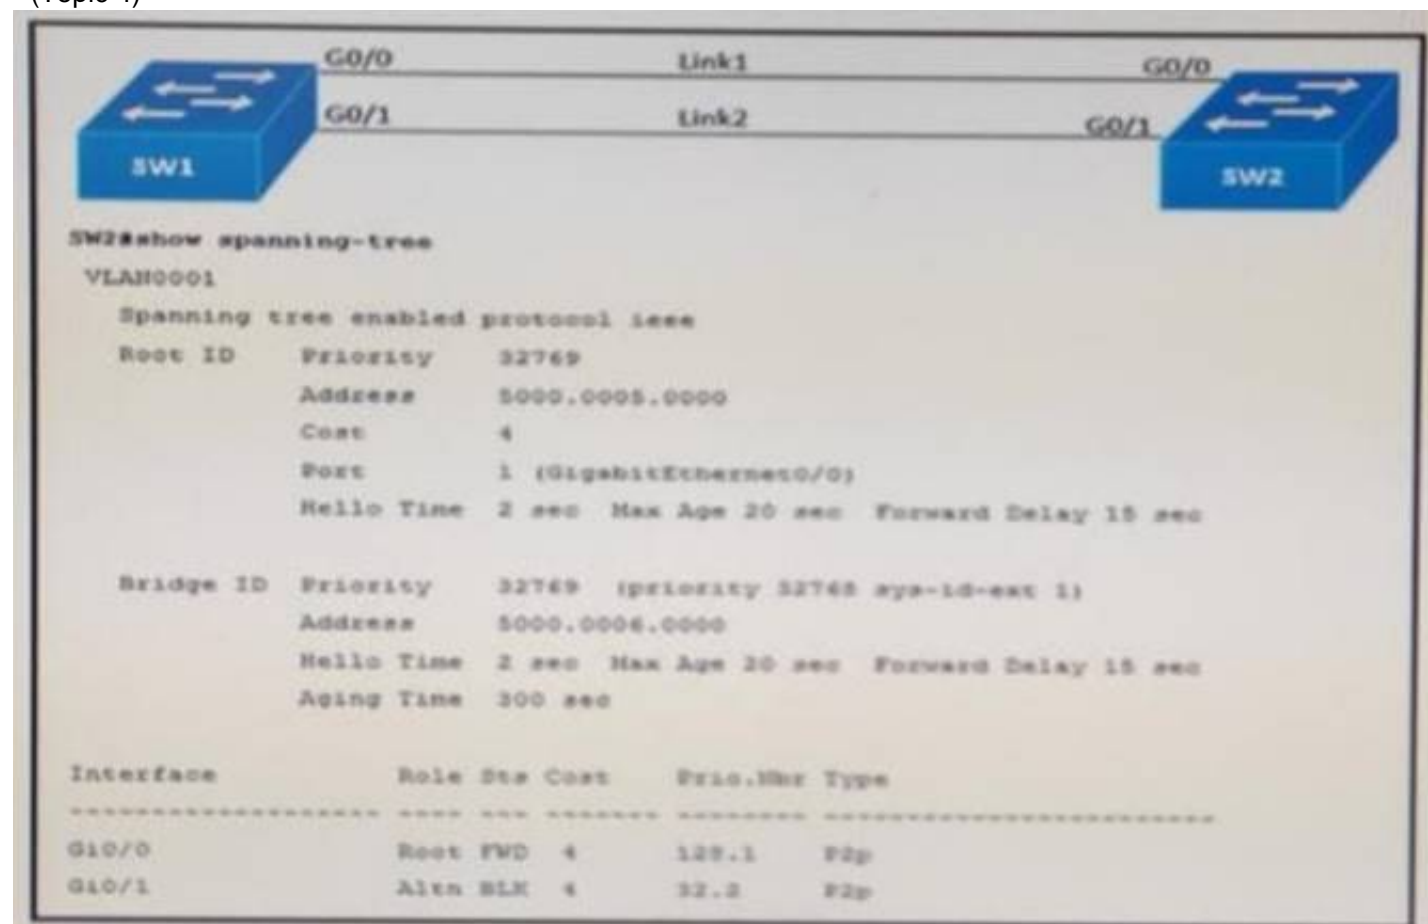 G0/0 Link1 G0/0
G0/1 Link2 G0/1
SW1
SW2
SW2#show spanning-tree
VLAN0001
Spanning tree enabled protocol ieee
Root ID Priority 32769
Address 5000.0005.0000
Cost 4
Port 1 (GigabitEthernet0/0)
Hello Time 2 sec Max Age 20 sec Forward Delay 15 sec
Bridge ID Priority 32769 (priority 32768 sys-id-ext 1)
Address 5000.0006.0000
Hello Time 2 sec Max Age 20 sec Forward Delay 15 sec
Aging Time 300 sec
Interface Role Sts Cost Prio.Nbr Type
------------------- ---- --- ------- -------- ------------------------
Gi0/0 Root FWD 4 128.1 P2p
Gi0/1 Altn BLK 4 32.2 P2p